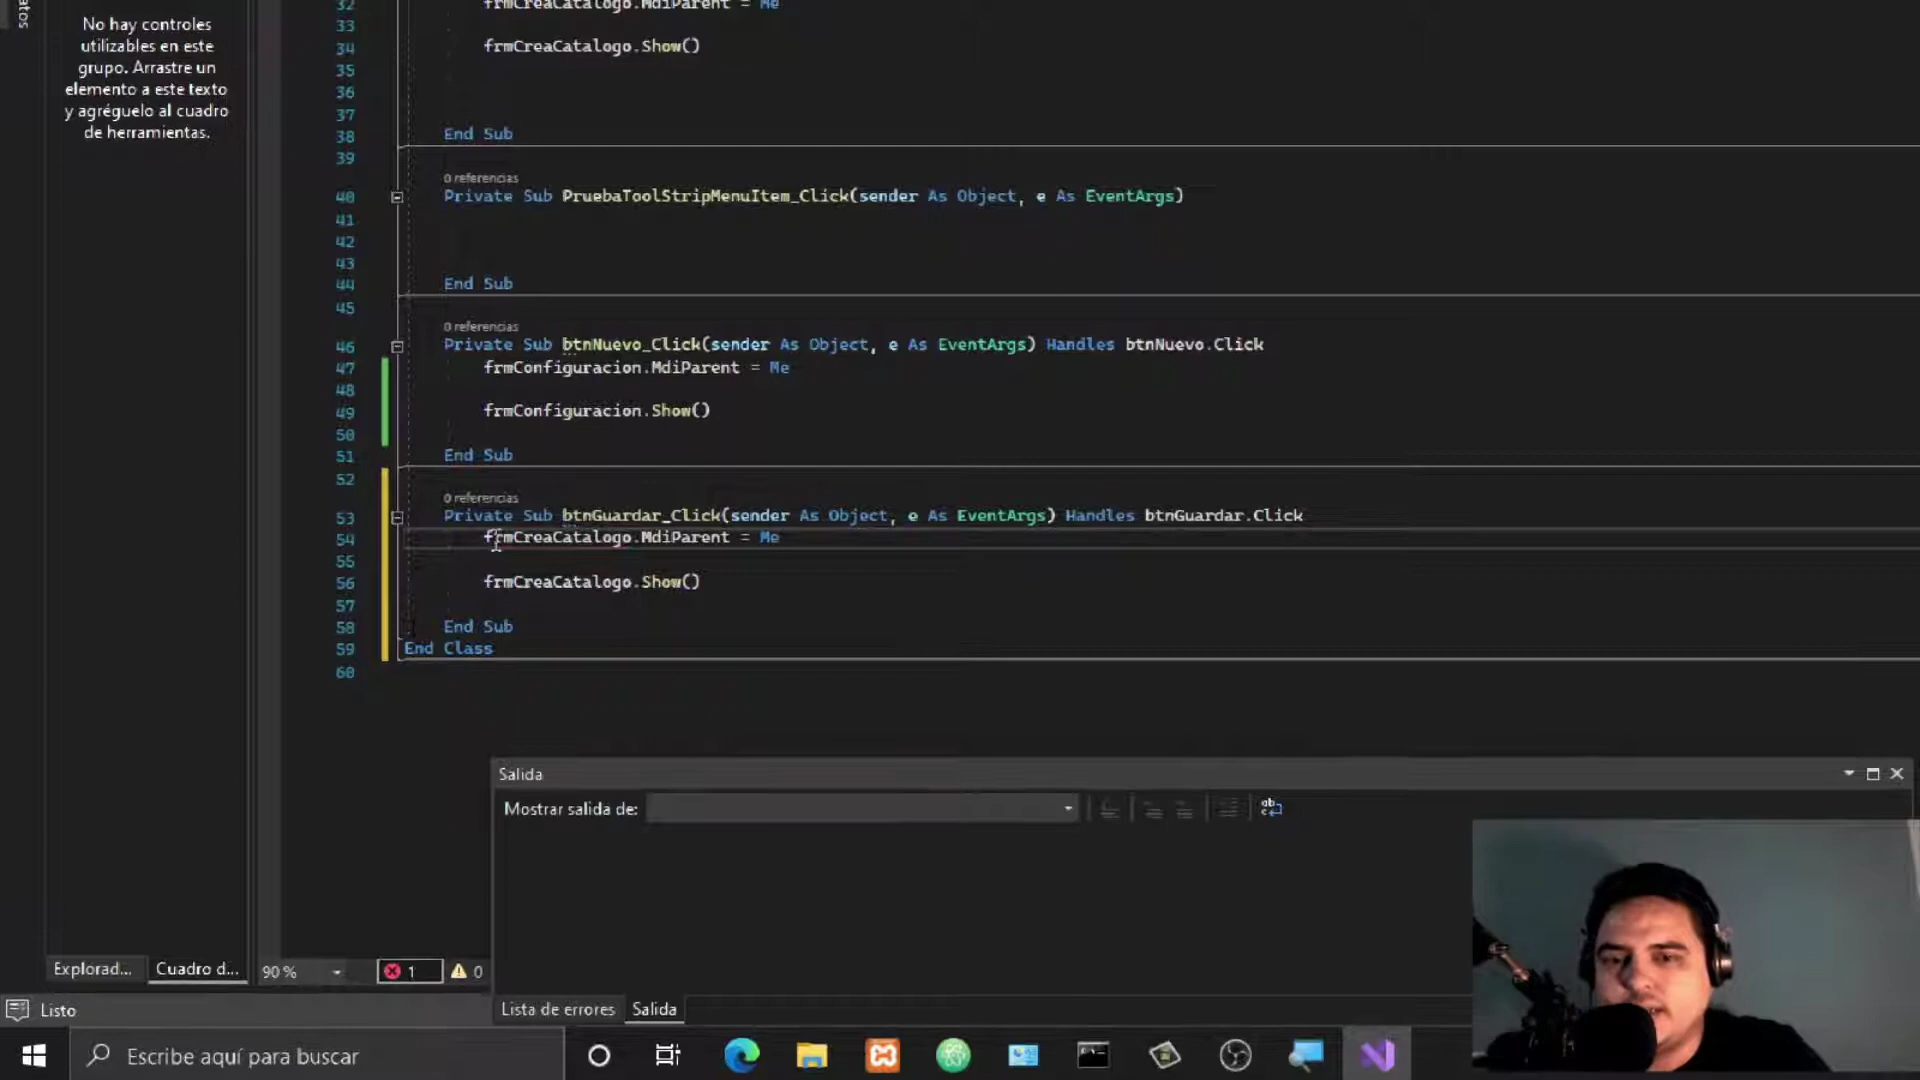 atos
No hay controles
utilizables en este
grupo. Arrastre un
elemento a este texto
y agréguelo al cuadro
de herramientas.
32 frmCreaCatalogo.MdiParent = Me
33
34 frmCreaCatalogo.Show()
35
36
37
38 End Sub
39
0 referencias
40 Private Sub PruebaToolStripMenuItem_Click(sender As Object, e As EventArgs)
41
42
43
44 End Sub
45
0 referencias
46 Private Sub btnNuevo_Click(sender As Object, e As EventArgs) Handles btnNuevo.Click
47 frmConfiguracion.MdiParent = Me
48
49 frmConfiguracion.Show()
50
51 End Sub
52
0 referencias
53 Private Sub btnGuardar_Click(sender As Object, e As EventArgs) Handles btnGuardar.Click
54 frmCreaCatalogo.MdiParent = Me
55
56 frmCreaCatalogo.Show()
57
58 End Sub
59 End Class
60
Salida
Mostrar salida de:
Explorad... Cuadro d... 90 % 1 0
Lista de errores Salida
Listo
Escribe aquí para buscar